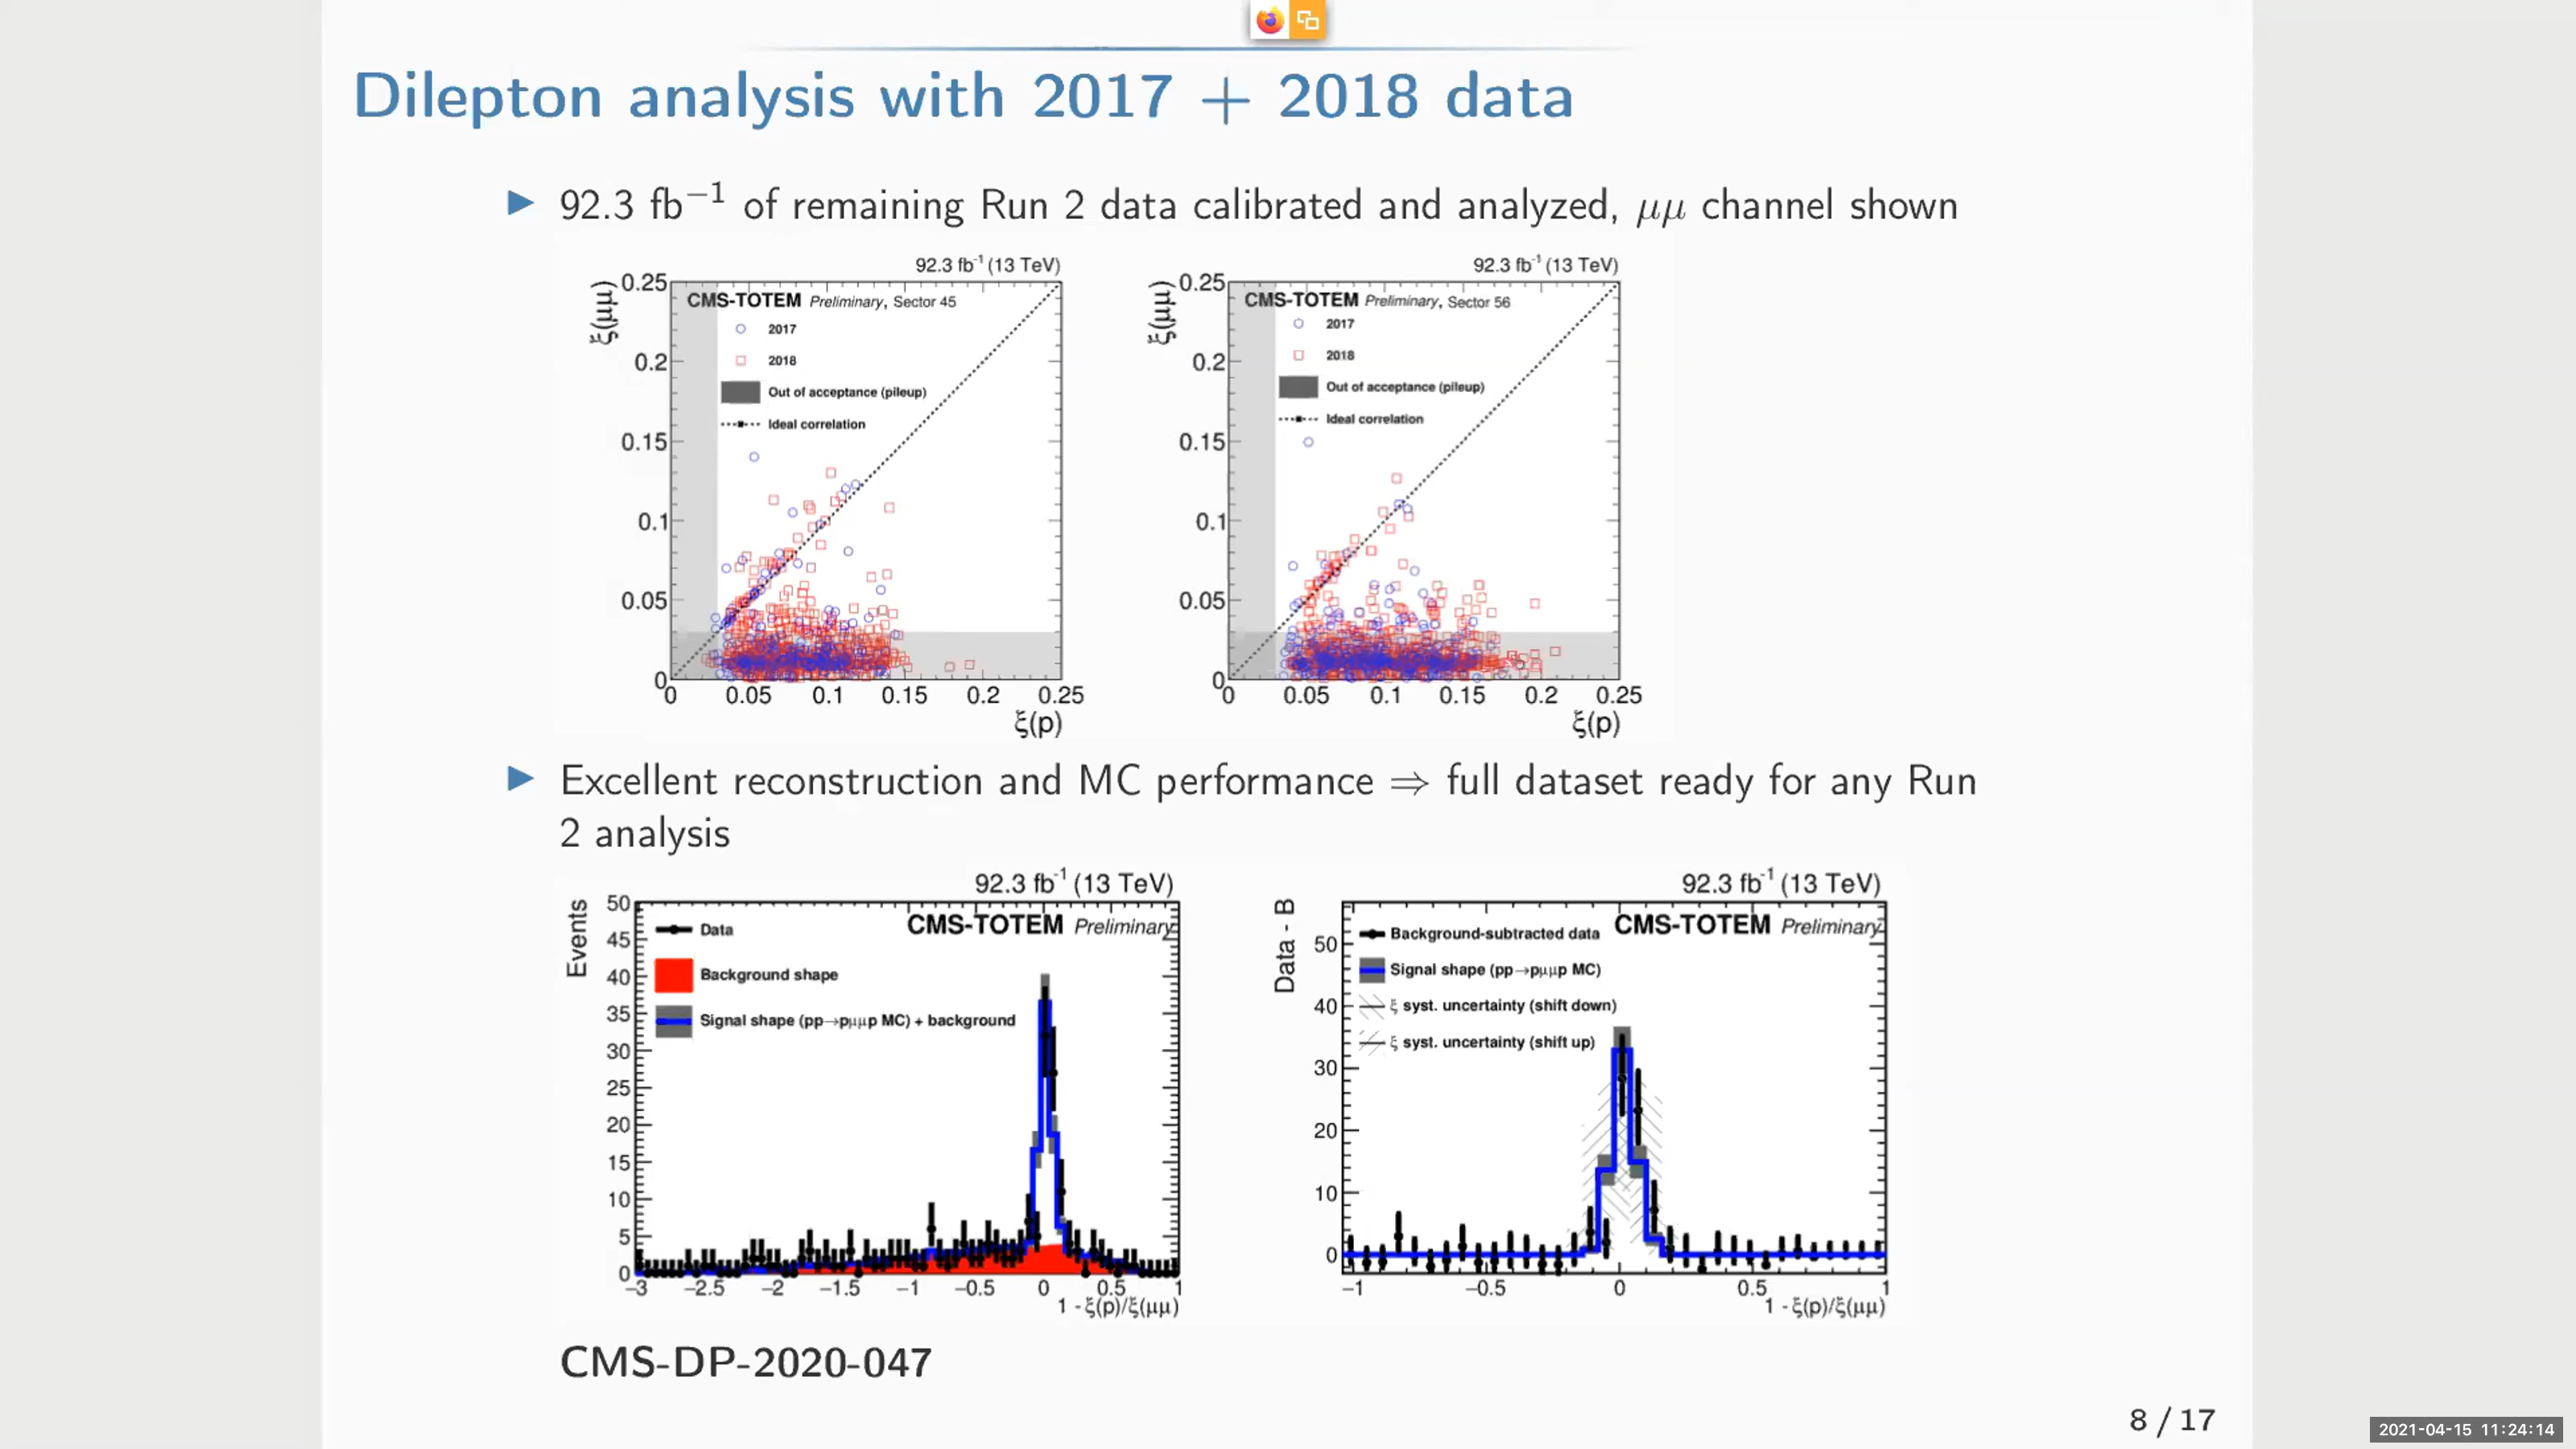 Dilepton analysis with 2017 + 2018 data
▶ 92.3 fb⁻¹ of remaining Run 2 data calibrated and analyzed, μμ channel shown
92.3 fb⁻¹ (13 TeV)
ξ(μμ)
CMS-TOTEM Preliminary, Sector 45
2017
2018
Out of acceptance (pileup)
Ideal correlation
0.25
0.2
0.15
0.1
0.05
0
0 0.05 0.1 0.15 0.2 0.25
ξ(p)
92.3 fb⁻¹ (13 TeV)
ξ(μμ)
CMS-TOTEM Preliminary, Sector 56
2017
2018
Out of acceptance (pileup)
Ideal correlation
0.25
0.2
0.15
0.1
0.05
0
0 0.05 0.1 0.15 0.2 0.25
ξ(p)
▶ Excellent reconstruction and MC performance ⇒ full dataset ready for any Run
2 analysis
92.3 fb⁻¹ (13 TeV)
Events
CMS-TOTEM Preliminary
Data
Background shape
Signal shape (pp→pμμp MC) + background
50
45
40
35
30
25
20
15
10
5
0
−3 −2.5 −2 −1.5 −1 −0.5 0 0.5 1
1 - ξ(p)/ξ(μμ)
92.3 fb⁻¹ (13 TeV)
Data - B
CMS-TOTEM Preliminary
Background-subtracted data
Signal shape (pp→pμμp MC)
ξ syst. uncertainty (shift down)
ξ syst. uncertainty (shift up)
50
40
30
20
10
0
−1 −0.5 0 0.5 1
1 - ξ(p)/ξ(μμ)
CMS-DP-2020-047
8 / 17
2021-04-15 11:24:14